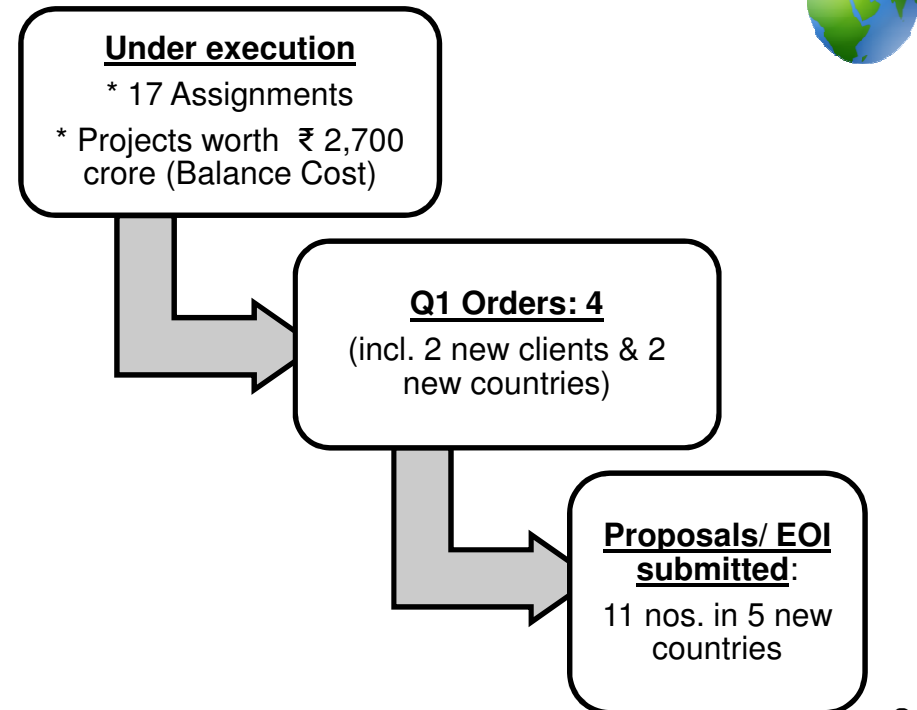 Under execution
* 17 Assignments
* Projects worth ₹ 2,700
crore (Balance Cost)
Q1 Orders: 4
(incl. 2 new clients & 2
new countries)
Proposals/ EOI
submitted:
11 nos. in 5 new
countries